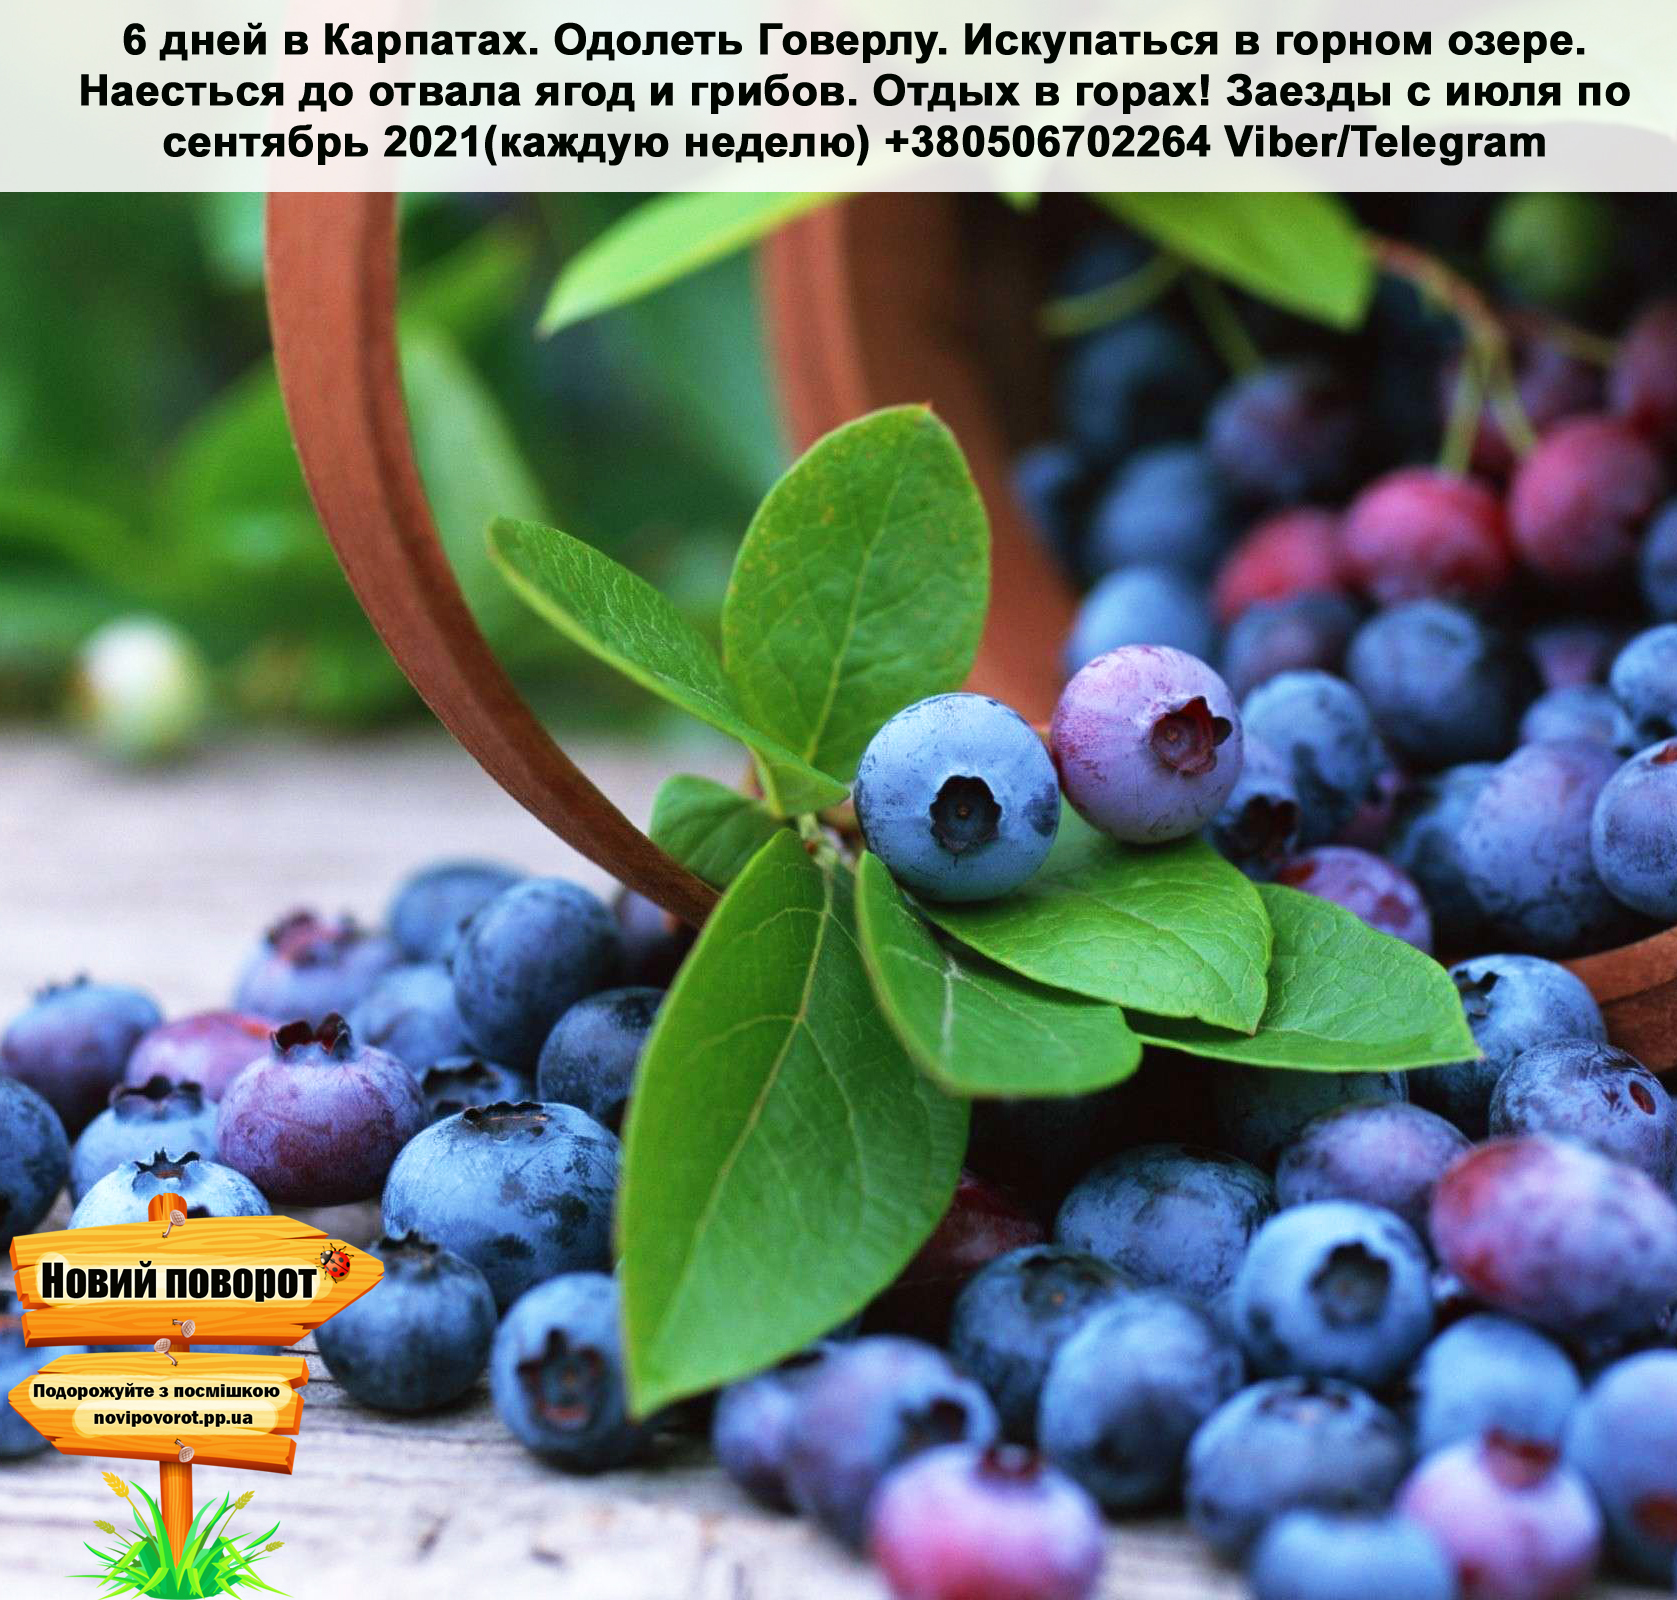 6 дней в Карпатах. Одолеть Говерлу. Искупаться в горном озере.
Наесться до отвала ягод и грибов. Отдых в горах! Заезды с июля по
сентябрь 2021(каждую неделю) +380506702264 Viber/Telegram
Новий поворот
Подорожуйте з посмішкою
novipovorot.pp.ua